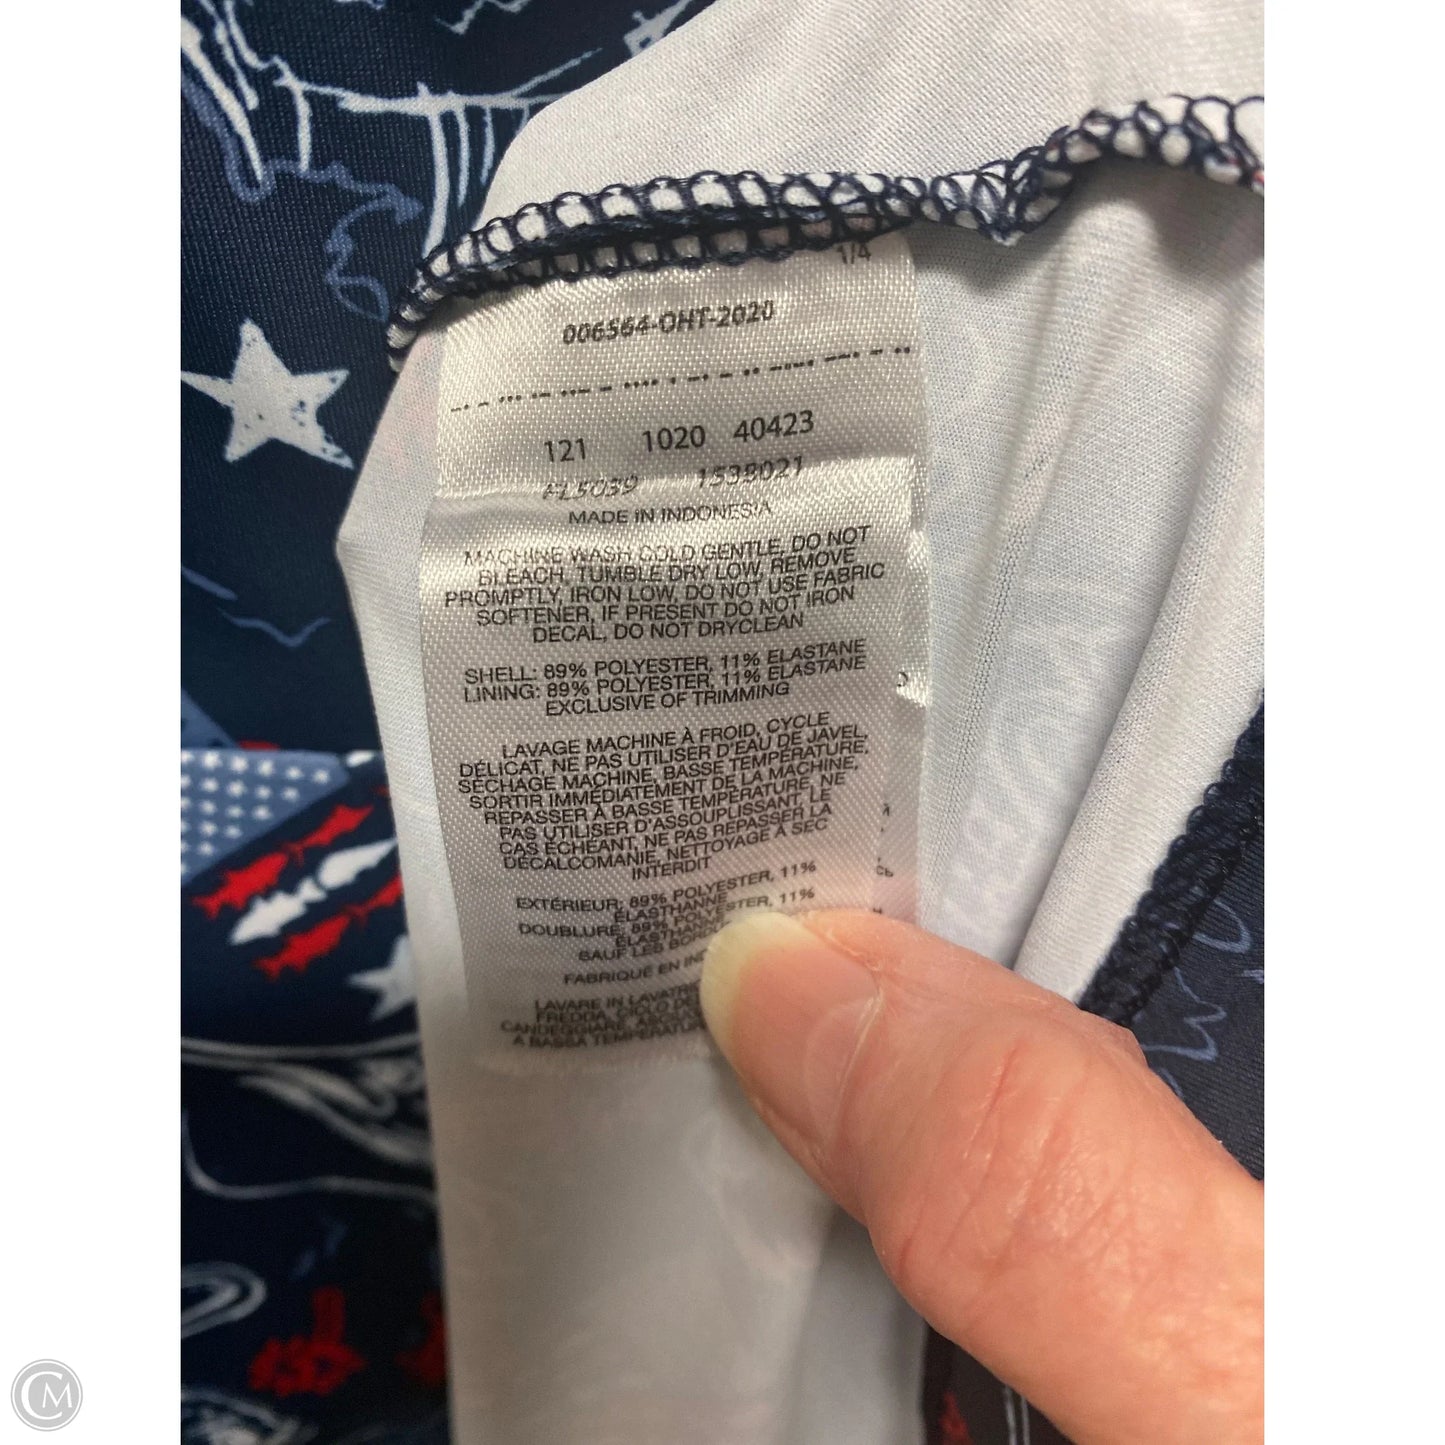 1/4
006564-OHT-2020
121 1020 40423
1538021
MADE IN INDONESIA
MACHINE WASH COLD GENTLE, DO NOT
BLEACH, TUMBLE DRY LOW, REMOVE
PROMPTLY, IRON LOW, DO NOT USE FABRIC
SOFTENER, IF PRESENT DO NOT IRON
DECAL, DO NOT DRYCLEAN
SHELL: 89% POLYESTER, 11% ELASTANE
LINING: 89% POLYESTER, 11% ELASTANE
EXCLUSIVE OF TRIMMING
LAVAGE MACHINE À FROID, CYCLE
DÉLICAT, NE PAS UTILISER D'EAU DE JAVEL,
SÉCHAGE MACHINE, BASSE TEMPÉRATURE,
SORTIR IMMÉDIATEMENT DE LA MACHINE,
REPASSER À BASSE TEMPÉRATURE, NE
PAS UTILISER D'ASSOUPLISSANT, LE
CAS ÉCHÉANT, NE PAS REPASSER LA
DÉCALCOMANIE, NETTOYAGE À SEC
INTERDIT
EXTÉRIEUR: 89% POLYESTER, 11%
ÉLASTHANNE
DOUBLURE: 89% POLYESTER, 11%
ÉLASTHANNE
SAUF LES
FABRIQUÉ EN
LAVARE IN
FREDDA, CICLO
CANDEGGIARE,
A BASSA
CM